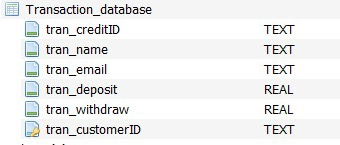 Transaction_database
tran_creditID TEXT
tran_name TEXT
tran_email TEXT
tran_deposit REAL
tran_withdraw REAL
tran_customerID TEXT